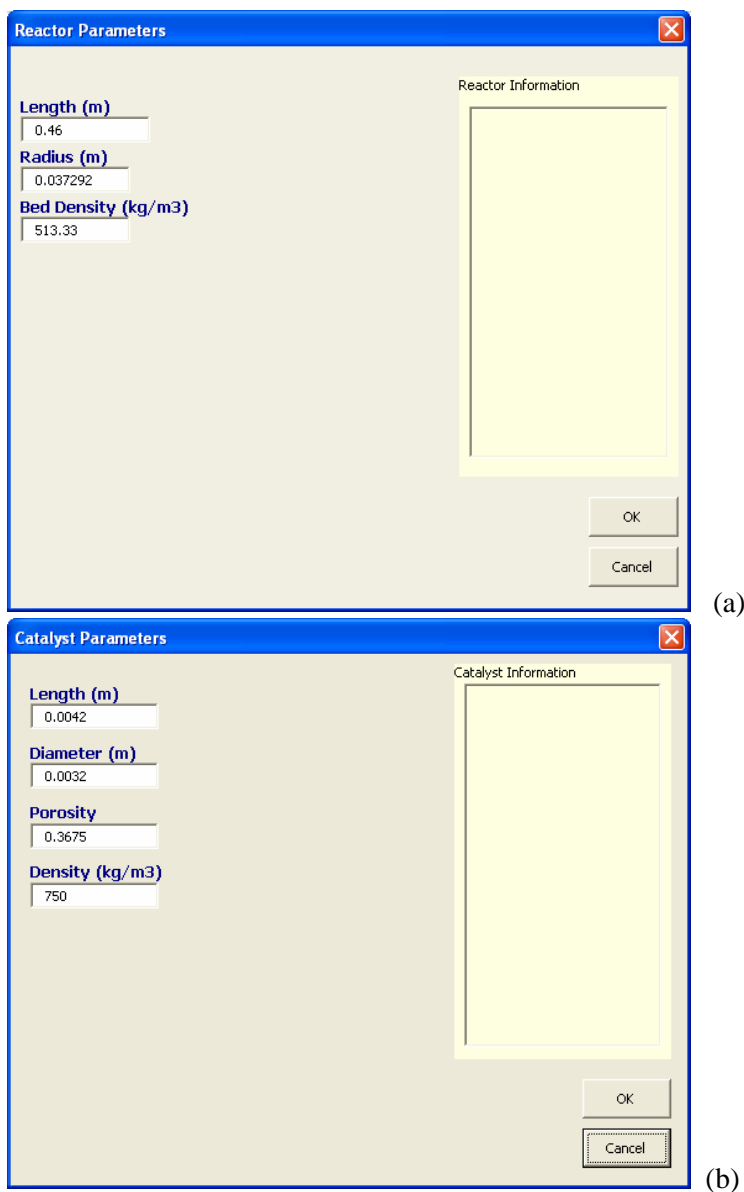 Reactor Parameters
Reactor Information
Length (m)
0.46
Radius (m)
0.037292
Bed Density (kg/m3)
513.33
OK
Cancel
(a)
Catalyst Parameters
Catalyst Information
Length (m)
0.0042
Diameter (m)
0.0032
Porosity
0.3675
Density (kg/m3)
750
OK
Cancel
(b)